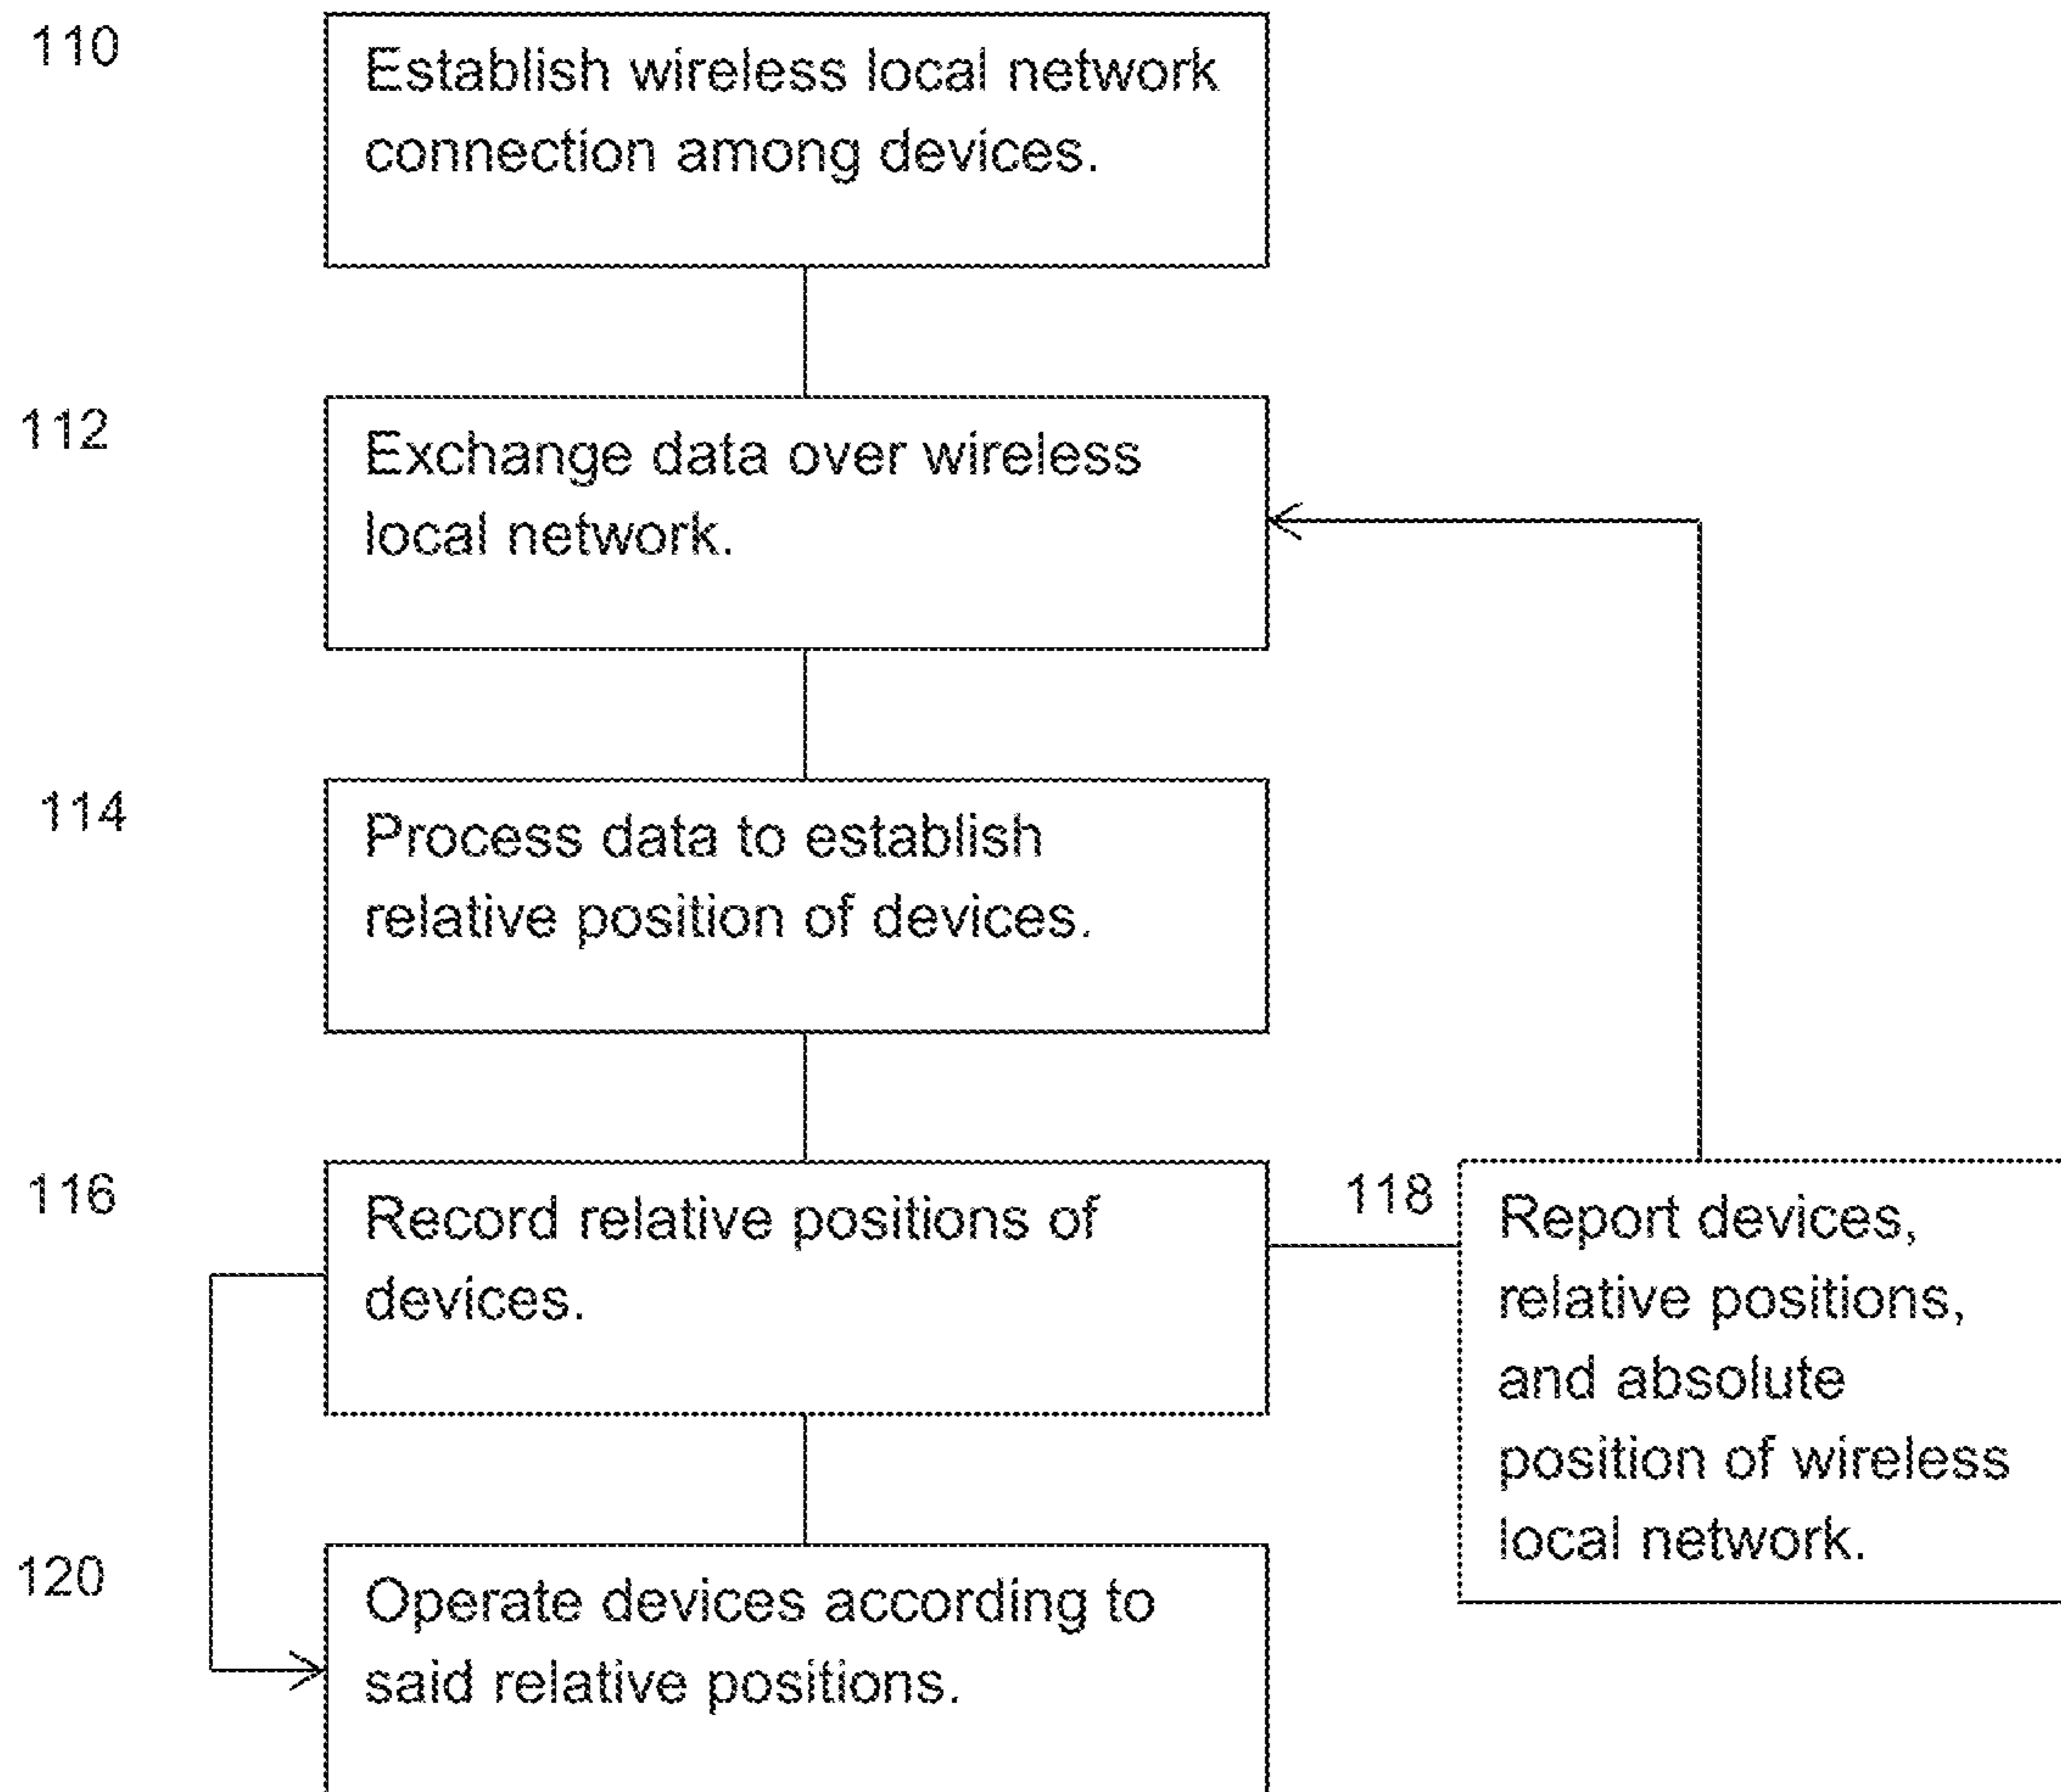 110
Establish wireless local network
connection among devices.
112
Exchange data over wireless
local network.
114
Process data to establish
relative position of devices.
116
Record relative positions of
devices.
118
Report devices,
relative positions,
and absolute
position of wireless
local network.
120
Operate devices according to
said relative positions.